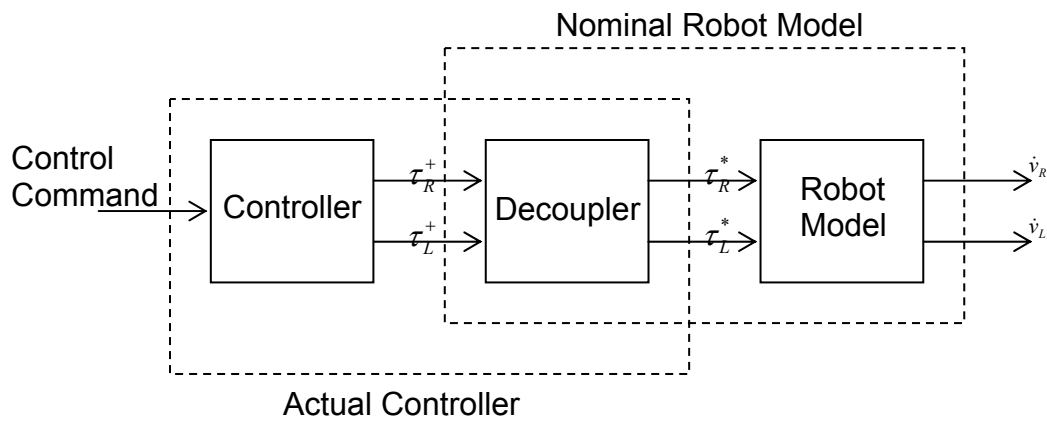 Nominal Robot Model
Control
Command
Controller
τ_R^+
τ_L^+
Decoupler
τ_R^*
τ_L^*
Robot
Model
v̇_R
v̇_L
Actual Controller